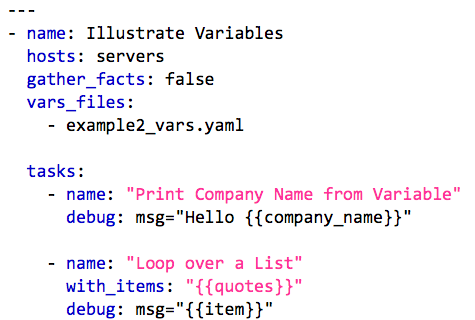 ---
- name: Illustrate Variables
  hosts: servers
  gather_facts: false
  vars_files:
    - example2_vars.yaml

  tasks:
    - name: "Print Company Name from Variable"
      debug: msg="Hello {{company_name}}"

    - name: "Loop over a List"
      with_items: "{{quotes}}"
      debug: msg="{{item}}"